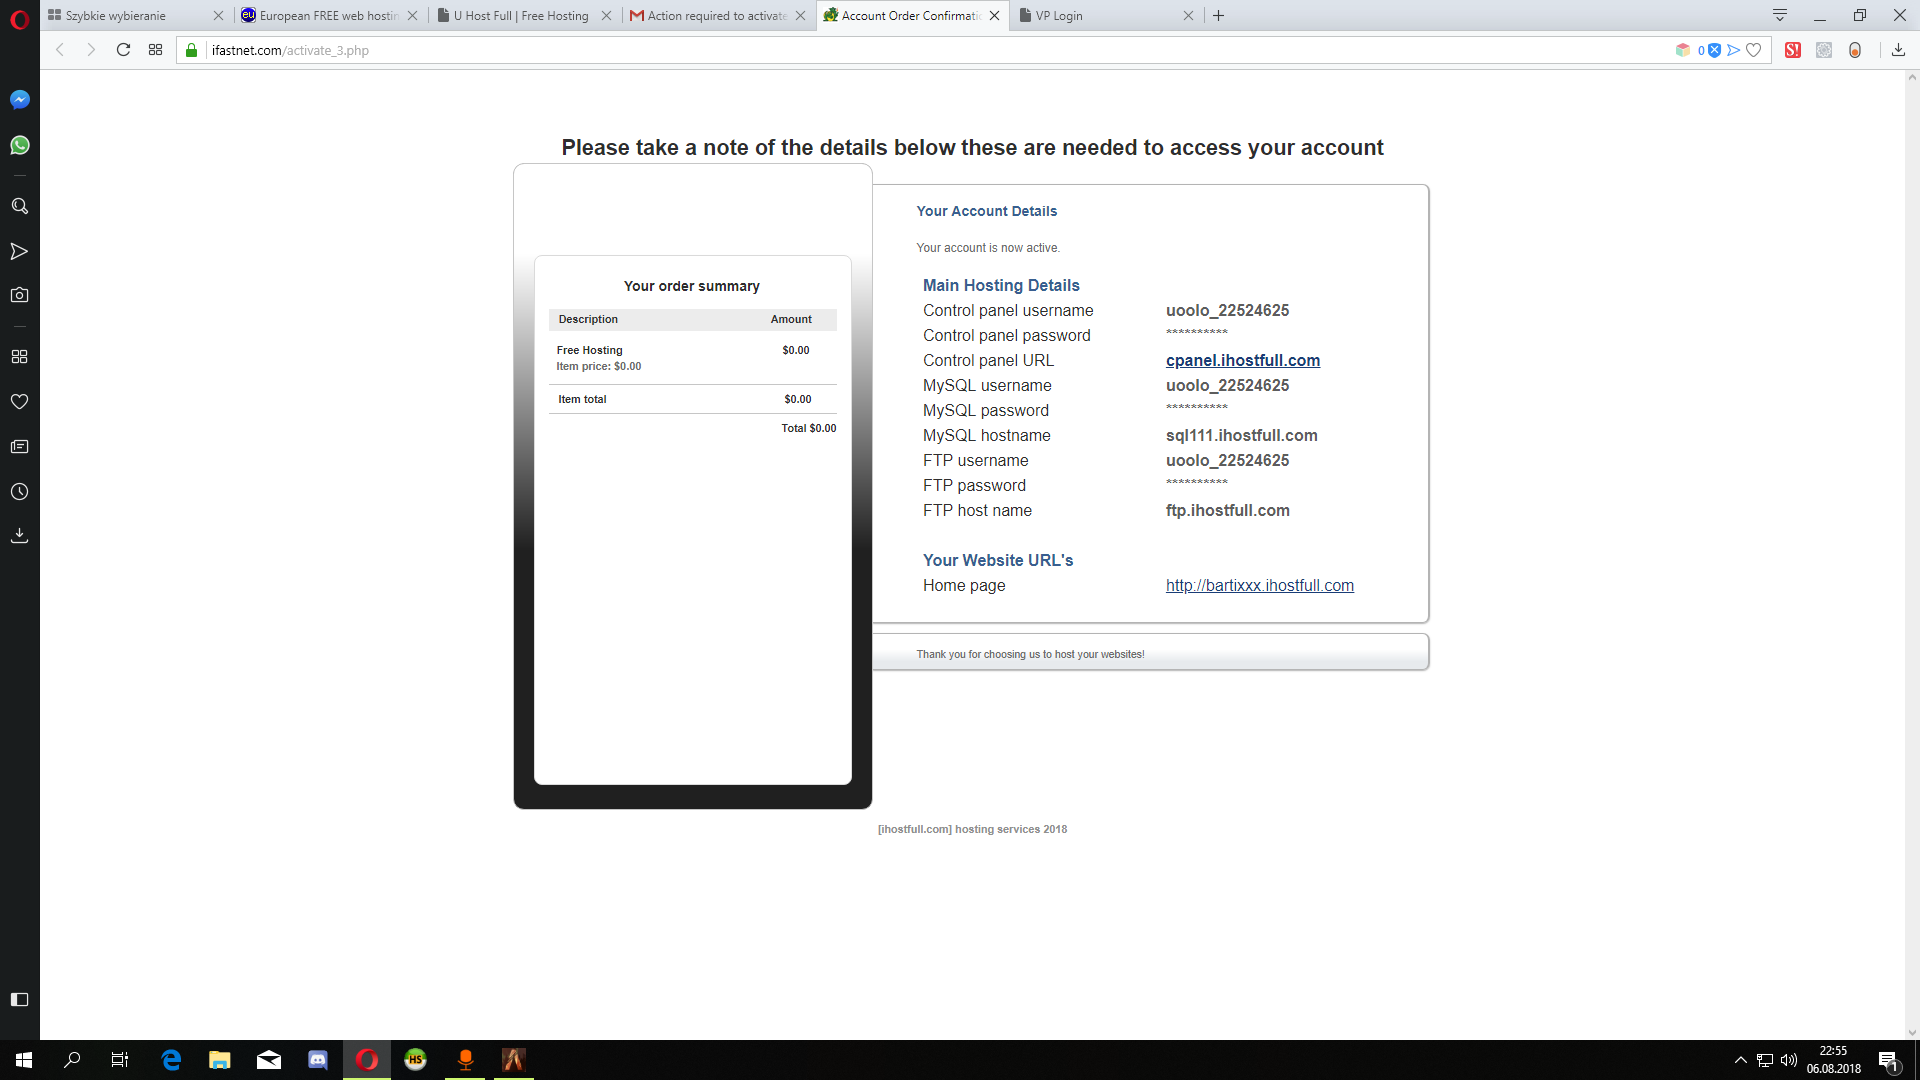 Szybkie wybieranie
European FREE web hostin
U Host Full | Free Hosting
Action required to activate
Account Order Confirmati
VP Login
ifastnet.com/activate_3.php
0
S!
Please take a note of the details below these are needed to access your account
Your order summary
Description Amount
Free Hosting $0.00
Item price: $0.00
Item total $0.00
Total $0.00
Your Account Details
Your account is now active.
Main Hosting Details
Control panel username uoolo_22524625
Control panel password **********
Control panel URL cpanel.ihostfull.com
MySQL username uoolo_22524625
MySQL password **********
MySQL hostname sql111.ihostfull.com
FTP username uoolo_22524625
FTP password **********
FTP host name ftp.ihostfull.com
Your Website URL's
Home page http://bartixxx.ihostfull.com
Thank you for choosing us to host your websites!
[ihostfull.com] hosting services 2018
HS
22:55
06.08.2018
1